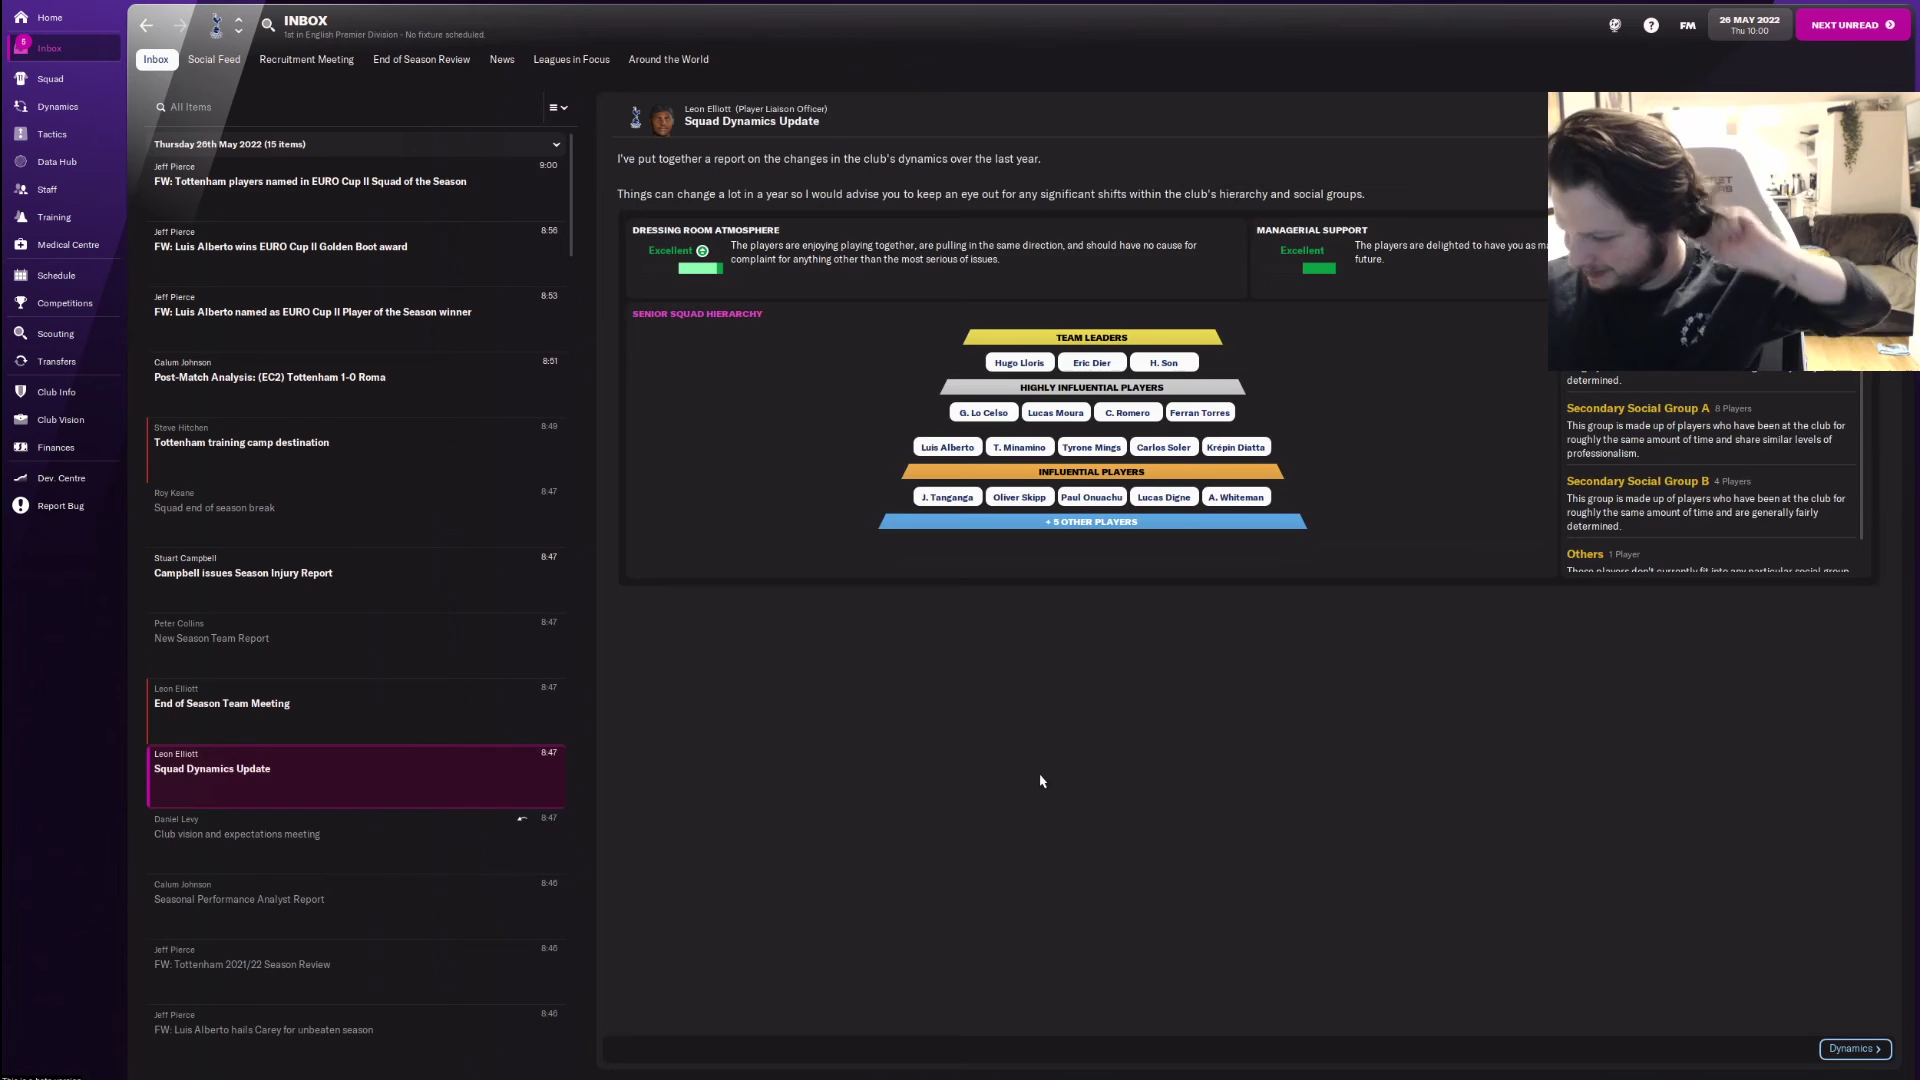 Home
5
Inbox
Squad
Dynamics
Tactics
Data Hub
Staff
Training
Medical Centre
Schedule
Competitions
Scouting
Transfers
Club Info
Club Vision
Finances
Dev. Centre
Report Bug
INBOX
1st in English Premier Division - No fixture scheduled.
FM
26 MAY 2022
Thu 10:00
NEXT UNREAD
Inbox
Social Feed
Recruitment Meeting
End of Season Review
News
Leagues in Focus
Around the World
All Items
Thursday 26th May 2022 (15 items)
Jeff Pierce 9:00
FW: Tottenham players named in EURO Cup II Squad of the Season
Jeff Pierce 8:56
FW: Luis Alberto wins EURO Cup II Golden Boot award
Jeff Pierce 8:53
FW: Luis Alberto named as EURO Cup II Player of the Season winner
Calum Johnson 8:51
Post-Match Analysis: (EC2) Tottenham 1-0 Roma
Steve Hitchen 8:49
Tottenham training camp destination
Roy Keane 8:47
Squad end of season break
Stuart Campbell 8:47
Campbell issues Season Injury Report
Peter Collins 8:47
New Season Team Report
Leon Elliott 8:47
End of Season Team Meeting
Leon Elliott 8:47
Squad Dynamics Update
Daniel Levy 8:47
Club vision and expectations meeting
Calum Johnson 8:46
Seasonal Performance Analyst Report
Jeff Pierce 8:46
FW: Tottenham 2021/22 Season Review
Jeff Pierce 8:46
FW: Luis Alberto hails Carey for unbeaten season
Leon Elliott (Player Liaison Officer)
Squad Dynamics Update
I've put together a report on the changes in the club's dynamics over the last year.
Things can change a lot in a year so I would advise you to keep an eye out for any significant shifts within the club's hierarchy and social groups.
DRESSING ROOM ATMOSPHERE
Excellent
The players are enjoying playing together, are pulling in the same direction, and should have no cause for
complaint for anything other than the most serious of issues.
MANAGERIAL SUPPORT
Excellent
The players are delighted to have you as ma
future.
SENIOR SQUAD HIERARCHY
TEAM LEADERS
Hugo Lloris Eric Dier H. Son
HIGHLY INFLUENTIAL PLAYERS
G. Lo Celso Lucas Moura C. Romero Ferran Torres
Luis Alberto T. Minamino Tyrone Mings Carlos Soler Krépin Diatta
INFLUENTIAL PLAYERS
J. Tanganga Oliver Skipp Paul Onuachu Lucas Digne A. Whiteman
+ 5 OTHER PLAYERS
determined.
Secondary Social Group A 8 Players
This group is made up of players who have been at the club for
roughly the same amount of time and share similar levels of
professionalism.
Secondary Social Group B 4 Players
This group is made up of players who have been at the club for
roughly the same amount of time and are generally fairly
determined.
Others 1 Player
These players don't currently fit into any particular social group
Dynamics